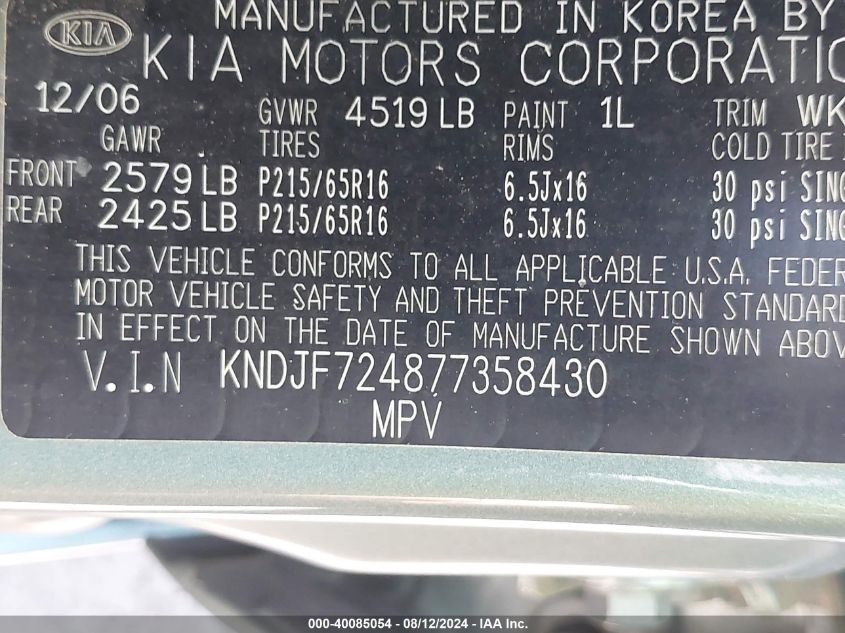 MANUFACTURED IN KOREA BY
KIA KIA MOTORS CORPORATIO
12/06 GVWR 4519 LB PAINT 1L TRIM WK
GAWR TIRES RIMS COLD TIRE
FRONT 2579 LB P215/65R16 6.5Jx16 30 psi SING
REAR 2425 LB P215/65R16 6.5Jx16 30 psi SING
THIS VEHICLE CONFORMS TO ALL APPLICABLE U.S.A. FEDER
MOTOR VEHICLE SAFETY AND THEFT PREVENTION STANDARD
IN EFFECT ON THE DATE OF MANUFACTURE SHOWN ABOV
V.I.N KNDJF724877358430
MPV
000-40085054 - 08/12/2024 - IAA Inc.